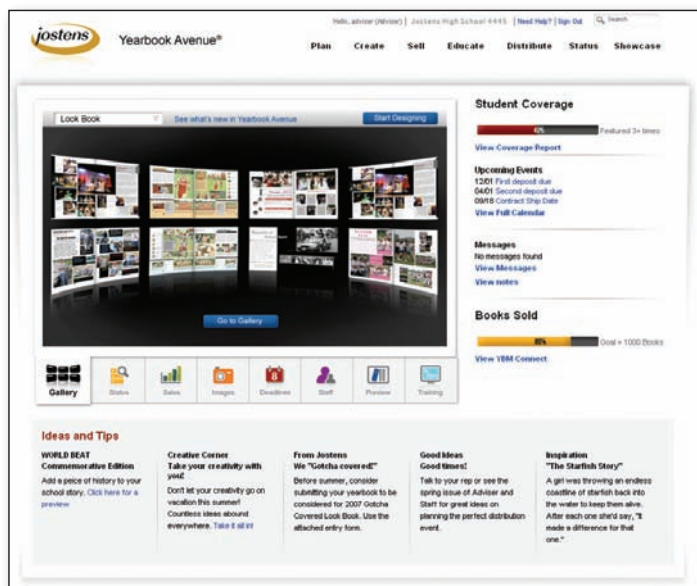 Hello, adviser (Adviser) | Jostens High School 4445 | Need Help? | Sign Out
Search
jostens
Yearbook Avenue®
Plan Create Sell Educate Distribute Status Showcase
Look Book
See what's new in Yearbook Avenue
Start Designing
Go to Gallery
Gallery
Status
Sales
Images
Deadlines
8
Staff
Preview
Training
Student Coverage
Featured 3+ times
View Coverage Report
Upcoming Events
12/01 First deposit due
04/01 Second deposit due
09/18 Contract Ship Date
View Full Calendar
Messages
No messages found
View Messages
View notes
Books Sold
80%
Goal = 1000 Books
View YBM Connect
Ideas and Tips
WORLD BEAT
Commemorative Edition
Add a peice of history to your
school story. Click here for a
preview
Creative Corner
Take your creativity with
you!
Don't let your creativity go on
vacation this summer!
Countless ideas abound
everywhere. Take it all in!
From Jostens
We "Gotcha covered!"
Before summer, consider
submitting your yearbook to be
considered for 2007 Gotcha
Covered Look Book. Use the
attached entry form.
Good Ideas
Good times!
Talk to your rep or see the
spring issue of Adviser and
Staff for great ideas on
planning the perfect distribution
event.
Inspiration
"The Starfish Story"
A girl was throwing an endless
coastline of starfish back into
the water to keep them alive.
After each one she'd say, "It
made a difference for that
one."